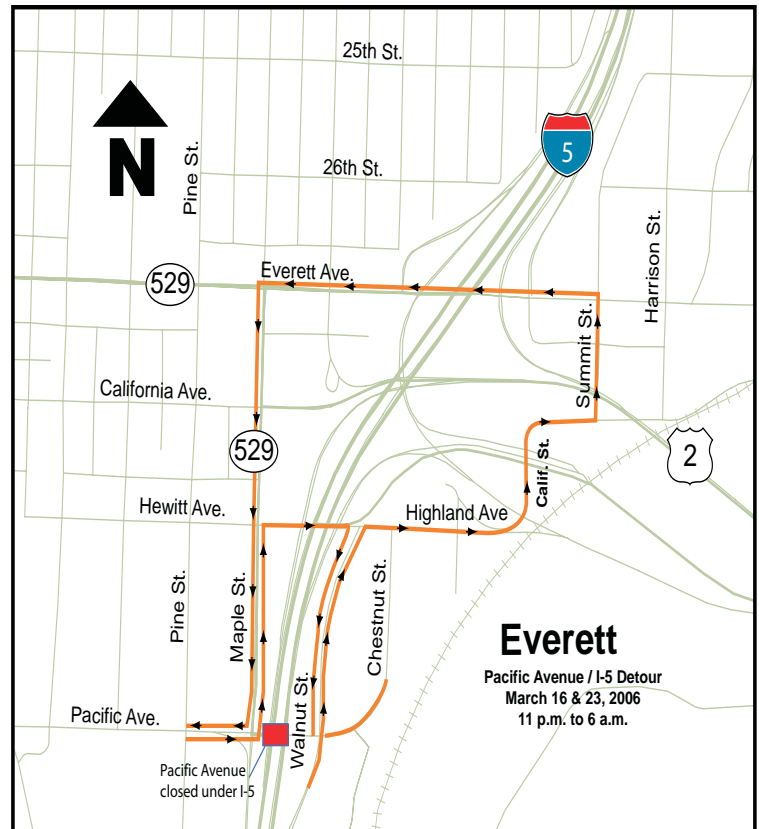 25th St.
5
N
Pine St.
26th St.
Harrison St.
Everett Ave.
529
Summit St.
California Ave.
529
2
Calif. St.
Hewitt Ave.
Highland Ave
Pine St.
Maple St.
Chestnut St.
Walnut St.
Everett
Pacific Avenue / I-5 Detour
March 16 & 23, 2006
11 p.m. to 6 a.m.
Pacific Ave.
Pacific Avenue
closed under I-5